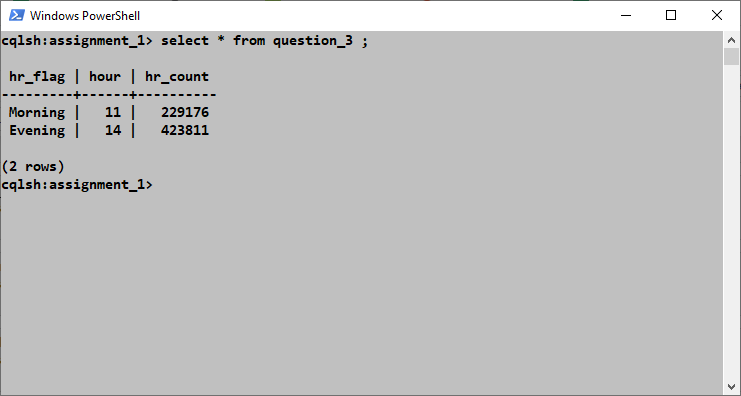 Windows PowerShell
cqlsh:assignment_1> select * from question_3 ;
hr_flag | hour | hr_count
---------+------+----------
Morning | 11 | 229176
Evening | 14 | 423811
(2 rows)
cqlsh:assignment_1>